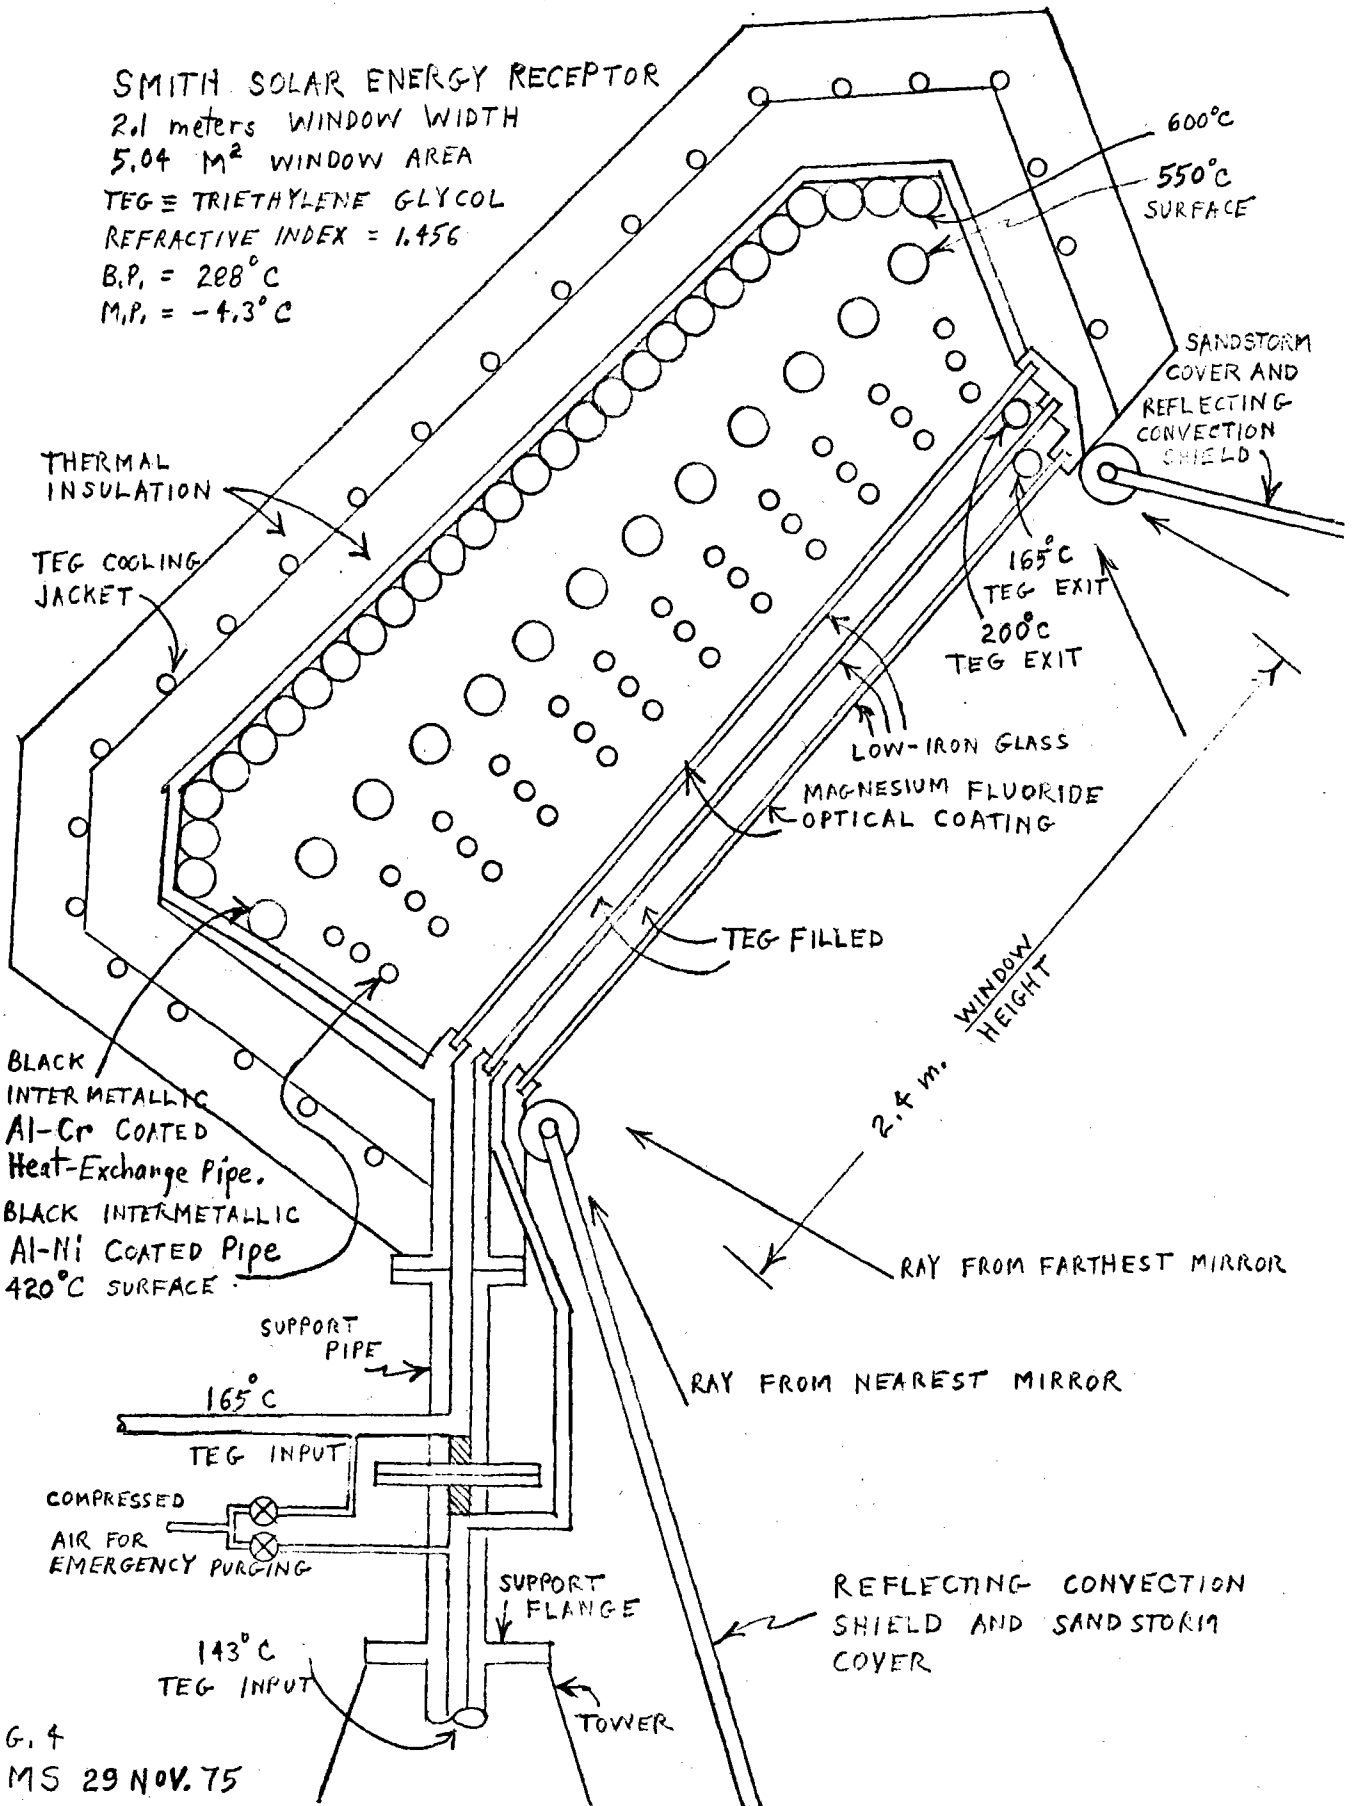 SMITH SOLAR ENERGY RECEPTOR
2.1 meters WINDOW WIDTH
5.04 M² WINDOW AREA
TEG ≡ TRIETHYLENE GLYCOL
REFRACTIVE INDEX = 1.456
B.P. = 288°C
M.P. = -4.3°C
600°C
550°C
SURFACE
SANDSTORM
COVER AND
REFLECTING
CONVECTION
SHIELD
THERMAL
INSULATION
TEG COOLING
JACKET
165°C
TEG EXIT
200°C
TEG EXIT
LOW-IRON GLASS
MAGNESIUM FLUORIDE
OPTICAL COATING
TEG FILLED
WINDOW
HEIGHT
2.4 m.
BLACK
INTERMETALLIC
Al-Cr COATED
Heat-Exchange Pipe.
BLACK INTERMETALLIC
Al-Ni COATED Pipe
420°C SURFACE
RAY FROM FARTHEST MIRROR
SUPPORT
PIPE
RAY FROM NEAREST MIRROR
165°C
TEG INPUT
COMPRESSED
AIR FOR
EMERGENCY PURGING
SUPPORT
FLANGE
REFLECTING CONVECTION
SHIELD AND SANDSTORM
COVER
143°C
TEG INPUT
TOWER
G. 4
MS 29 NOV. 75